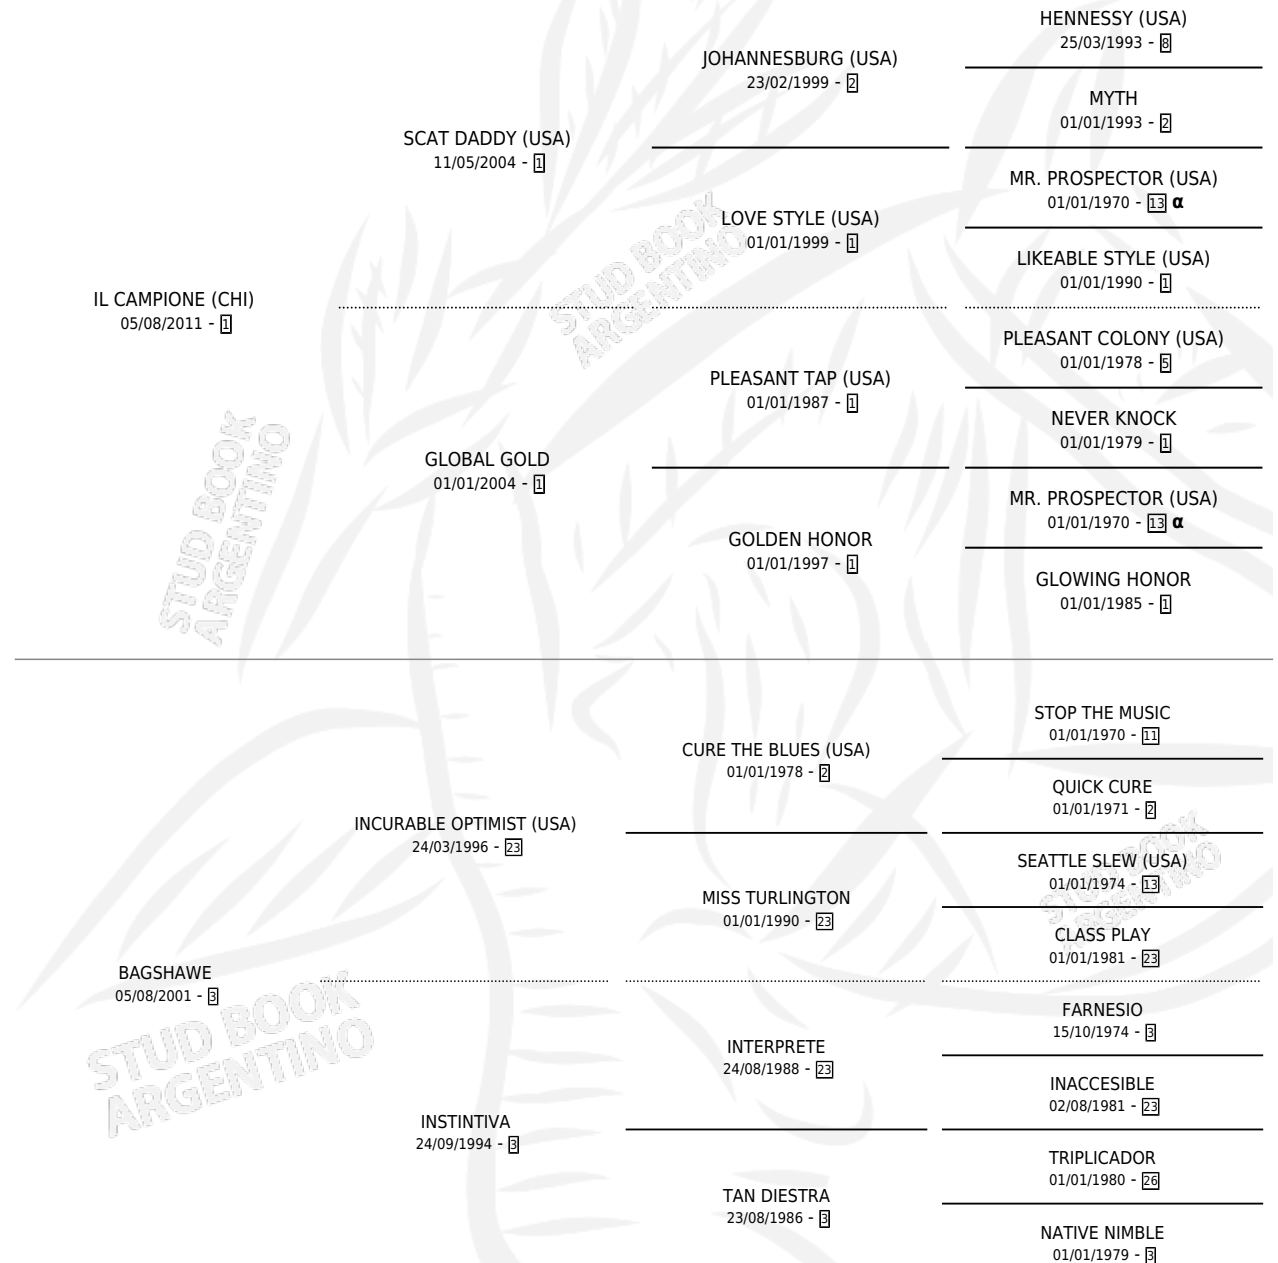 HENNESSY (USA)
25/03/1993 - 8
JOHANNESBURG (USA)
23/02/1999 - 2
MYTH
01/01/1993 - 2
SCAT DADDY (USA)
11/05/2004 - 1
MR. PROSPECTOR (USA)
01/01/1970 - 13 α
LOVE STYLE (USA)
01/01/1999 - 1
LIKEABLE STYLE (USA)
01/01/1990 - 1
IL CAMPIONE (CHI)
05/08/2011 - 1
PLEASANT COLONY (USA)
01/01/1978 - 5
PLEASANT TAP (USA)
01/01/1987 - 1
NEVER KNOCK
01/01/1979 - 1
GLOBAL GOLD
01/01/2004 - 1
MR. PROSPECTOR (USA)
01/01/1970 - 13 α
GOLDEN HONOR
01/01/1997 - 1
GLOWING HONOR
01/01/1985 - 1
STUD BOOK
ARGENTINO
STUD BOOK
ARGENTINO
STOP THE MUSIC
01/01/1970 - 11
CURE THE BLUES (USA)
01/01/1978 - 2
QUICK CURE
01/01/1971 - 2
INCURABLE OPTIMIST (USA)
24/03/1996 - 23
SEATTLE SLEW (USA)
01/01/1974 - 13
MISS TURLINGTON
01/01/1990 - 23
CLASS PLAY
01/01/1981 - 23
BAGSHAWE
05/08/2001 - 3
FARNESIO
15/10/1974 - 3
INTERPRETE
24/08/1988 - 23
INACCESIBLE
02/08/1981 - 23
INSTINTIVA
24/09/1994 - 3
TRIPLICADOR
01/01/1980 - 26
TAN DIESTRA
23/08/1986 - 3
NATIVE NIMBLE
01/01/1979 - 3
STUD BOOK
ARGENTINO
STUD BOOK
ARGENTINO